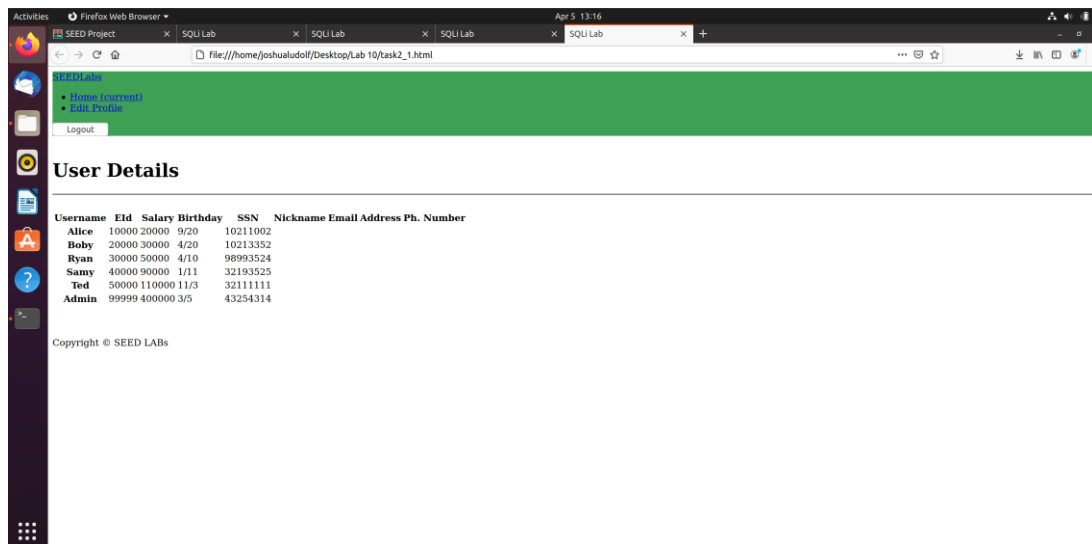 Activities Firefox Web Browser Apr 5 13:16
SEED Project SQLi Lab SQLi Lab SQLi Lab SQLi Lab
file:///home/joshualudolf/Desktop/Lab 10/task2_1.html
SEEDLabs
Home (current)
Edit Profile
Logout
User Details
Username EId Salary Birthday SSN Nickname Email Address Ph. Number
Alice 10000 20000 9/20 10211002
Boby 20000 30000 4/20 10213352
Ryan 30000 50000 4/10 98993524
Samy 40000 90000 1/11 32193525
Ted 50000 110000 11/3 32111111
Admin 99999 400000 3/5 43254314
Copyright © SEED LABs